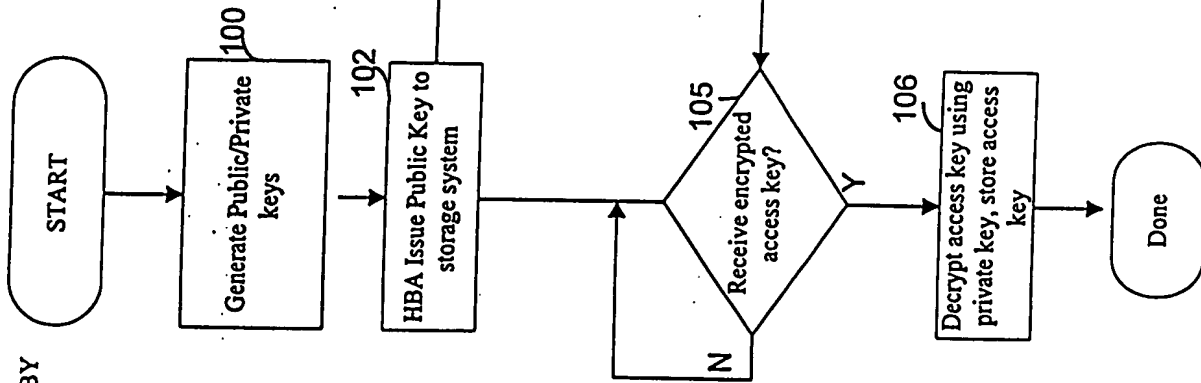 BY
START
Generate Public/Private
keys
100
HBA Issue Public Key to
storage system
102
Receive encrypted
access key?
105
N
Y
Decrypt access key using
private key, store access
key
106
Done